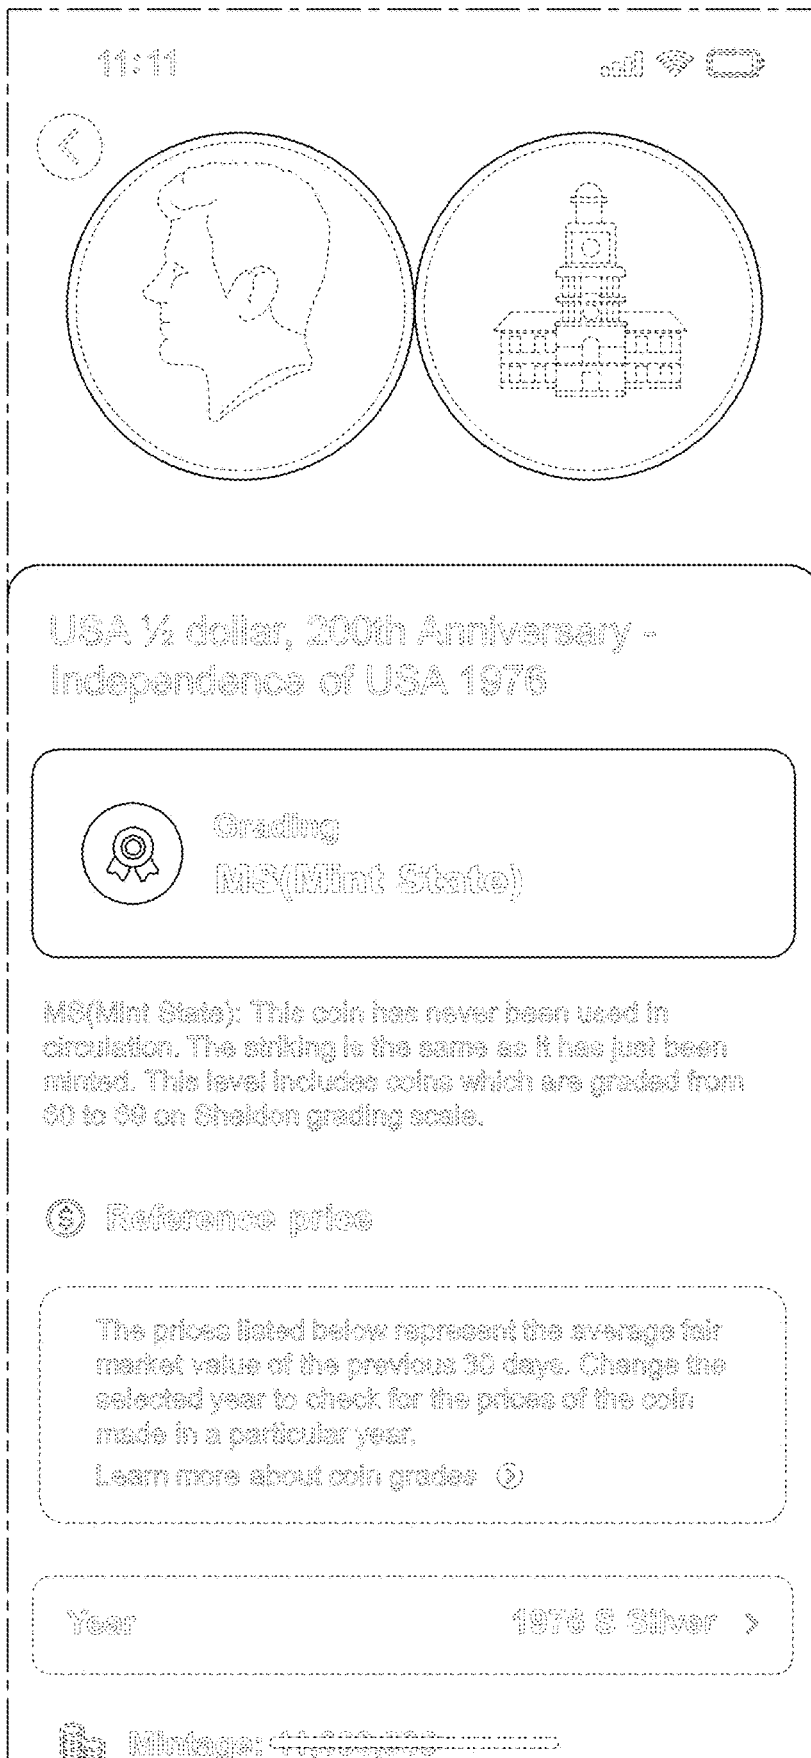 11:11
USA ½ dollar, 200th Anniversary -
Independence of USA 1976
Grading
MS(Mint State)
MS(Mint State): This coin has never been used in
circulation. The striking is the same as it has just been
minted. This level includes coins which are graded from
60 to 69 on Sheldon grading scale.
$ Reference price
The prices listed below represent the average fair
market value of the previous 30 days. Change the
selected year to check for the prices of the coin
made in a particular year.
Learn more about coin grades
Year 1976 S Silver
Mintage: